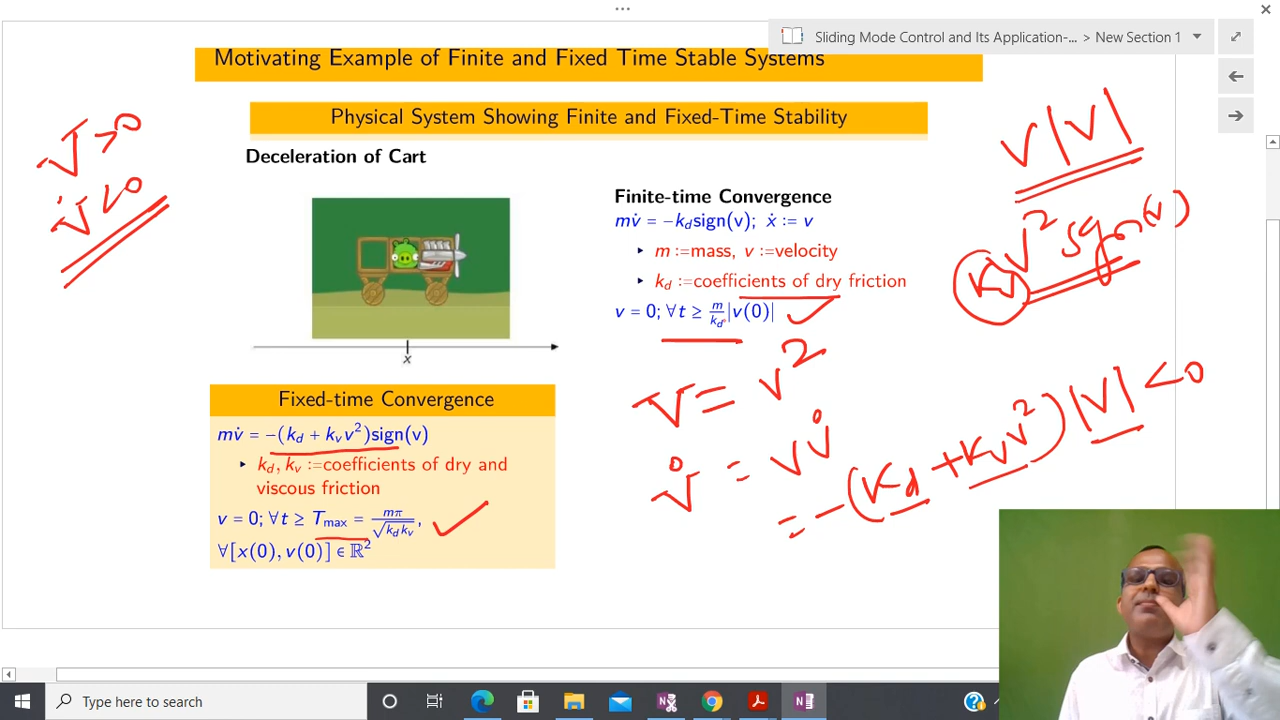 Sliding Mode Control and Its Application-... > New Section 1
Motivating Example of Finite and Fixed Time Stable Systems
Physical System Showing Finite and Fixed-Time Stability
Deceleration of Cart
x
V > 0
V̇ < 0
Finite-time Convergence
mv̇ = −k_d sign(v); ẋ := v
‣ m :=mass, v :=velocity
‣ k_d :=coefficients of dry friction
v = 0; ∀t ≥ m/k_d |v(0)|
v|v|
k_v v² sgn(v)
V = v²
V̇ = v v̇
= −(k_d + k_v v²)|v| < 0
Fixed-time Convergence
mv̇ = −(k_d + k_v v²)sign(v)
‣ k_d, k_v :=coefficients of dry and
viscous friction
v = 0; ∀t ≥ T_max = mπ/√(k_d k_v),
∀[x(0), v(0)] ∈ ℝ²
Type here to search